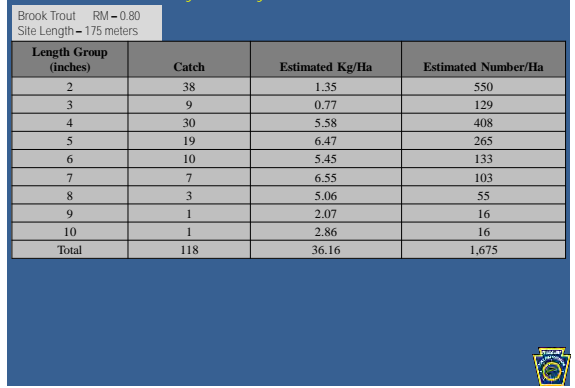 Brook Trout RM – 0.80
Site Length – 175 meters
Length Group (inches) Catch Estimated Kg/Ha Estimated Number/Ha
2 38 1.35 550
3 9 0.77 129
4 30 5.58 408
5 19 6.47 265
6 10 5.45 133
7 7 6.55 103
8 3 5.06 55
9 1 2.07 16
10 1 2.86 16
Total 118 36.16 1,675